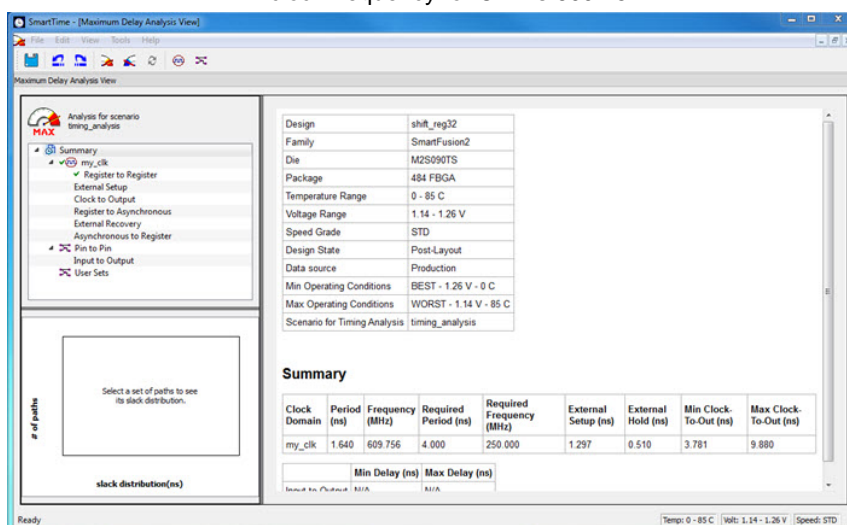 SmartTime - [Maximum Delay Analysis View]
File Edit View Tools Help
Maximum Delay Analysis View
Analysis for scenario
timing_analysis
MAX
Summary
my_clk
Register to Register
External Setup
Clock to Output
Register to Asynchronous
External Recovery
Asynchronous to Register
Pin to Pin
Input to Output
User Sets
Select a set of paths to see
its slack distribution.
# of paths
slack distribution(ns)
Design shift_reg32
Family SmartFusion2
Die M2S090TS
Package 484 FBGA
Temperature Range 0 - 85 C
Voltage Range 1.14 - 1.26 V
Speed Grade STD
Design State Post-Layout
Data source Production
Min Operating Conditions BEST - 1.26 V - 0 C
Max Operating Conditions WORST - 1.14 V - 85 C
Scenario for Timing Analysis timing_analysis
Summary
Clock Domain Period (ns) Frequency (MHz) Required Period (ns) Required Frequency (MHz) External Setup (ns) External Hold (ns) Min Clock-To-Out (ns) Max Clock-To-Out (ns)
my_clk 1.640 609.756 4.000 250.000 1.297 0.510 3.781 9.880
Min Delay (ns) Max Delay (ns)
Input to Output N/A N/A
Ready
Temp: 0 - 85 C Volt: 1.14 - 1.26 V Speed: STD